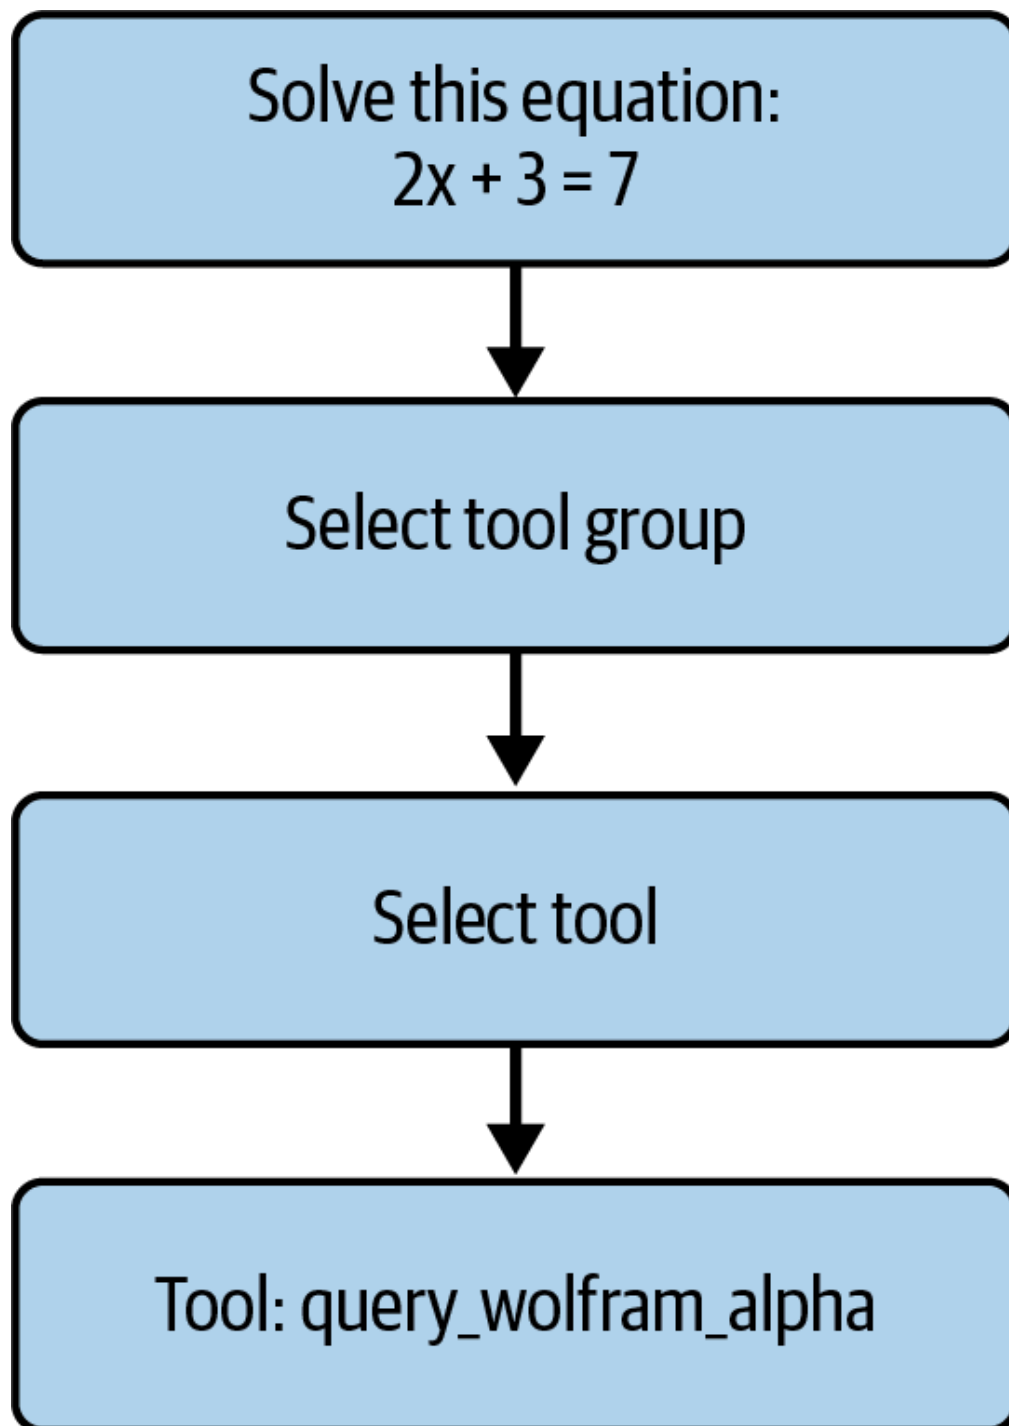 Solve this equation:
2x + 3 = 7
Select tool group
Select tool
Tool: query_wolfram_alpha